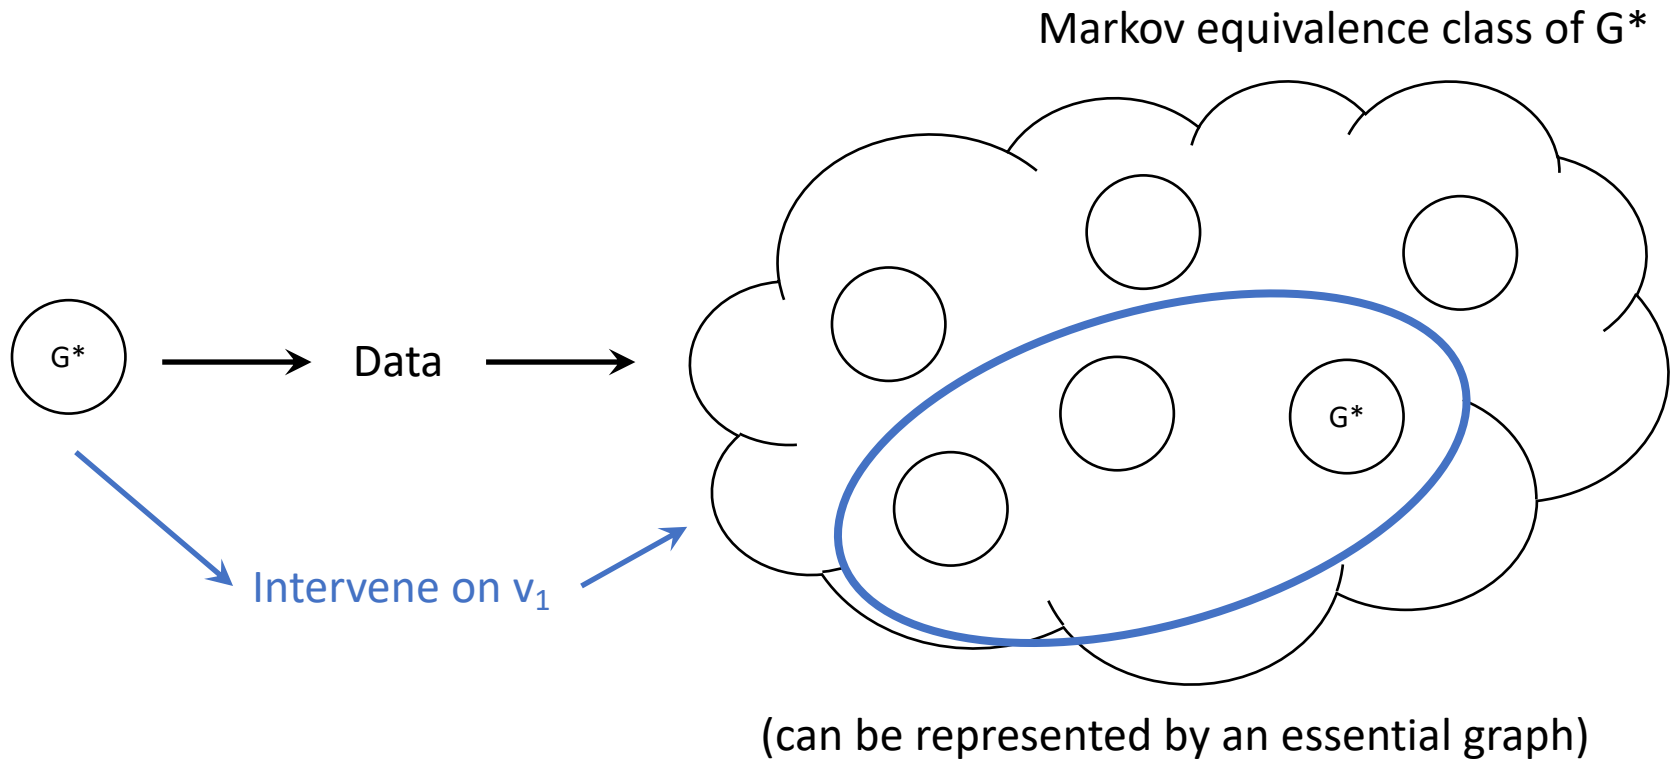 Markov equivalence class of G*
G*
Data
G*
Intervene on v₁
(can be represented by an essential graph)